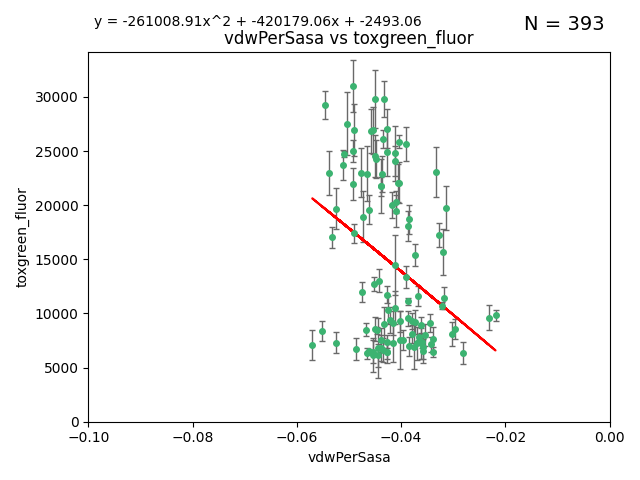 y = -261008.91x^2 + -420179.06x + -2493.06
N = 393
vdwPerSasa vs toxgreen_fluor
30000
25000
20000
15000
10000
5000
0
toxgreen_fluor
−0.10
−0.08
−0.06
−0.04
−0.02
0.00
vdwPerSasa